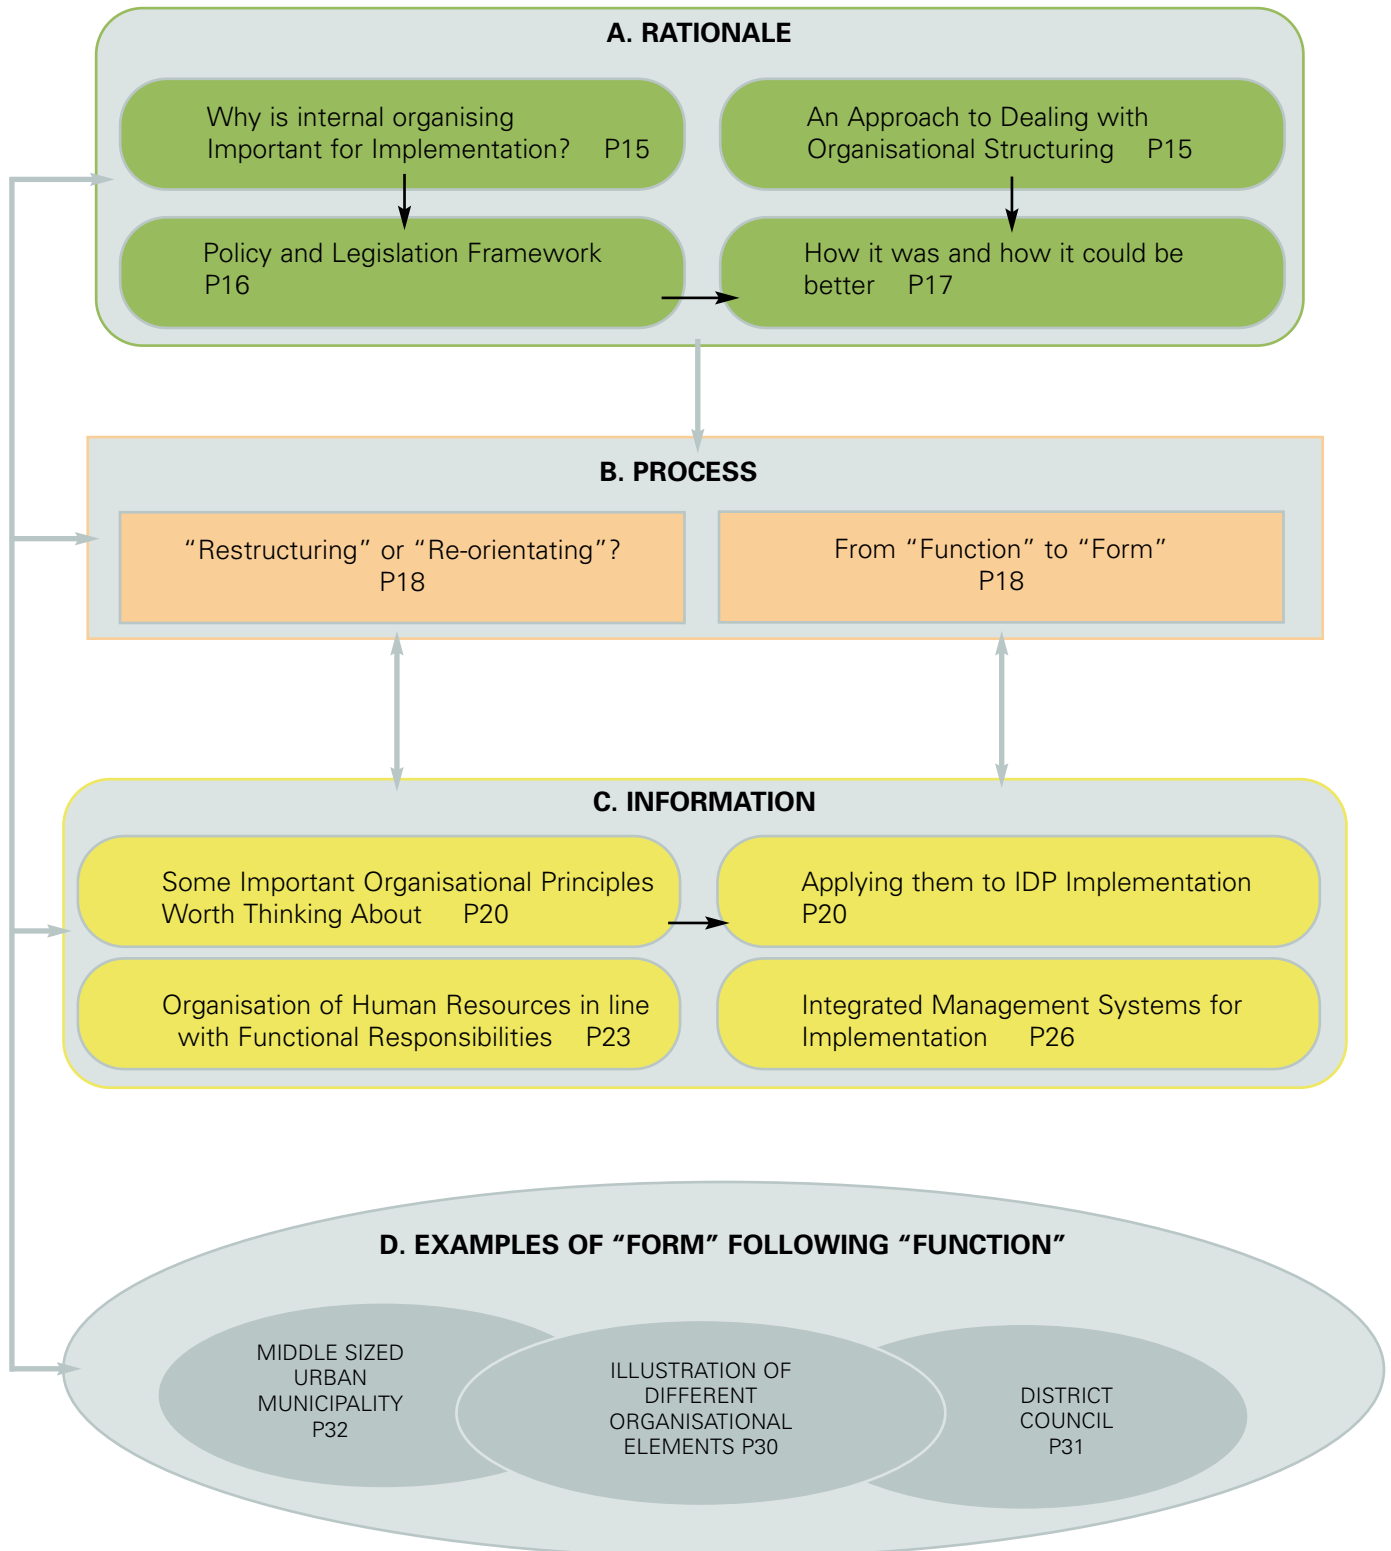 A. RATIONALE
Why is internal organising
Important for Implementation? P15
An Approach to Dealing with
Organisational Structuring P15
Policy and Legislation Framework
P16
How it was and how it could be
better P17
B. PROCESS
“Restructuring” or “Re-orientating”?
P18
From “Function” to “Form”
P18
C. INFORMATION
Some Important Organisational Principles
Worth Thinking About P20
Applying them to IDP Implementation
P20
Organisation of Human Resources in line
with Functional Responsibilities P23
Integrated Management Systems for
Implementation P26
D. EXAMPLES OF “FORM” FOLLOWING “FUNCTION”
MIDDLE SIZED
URBAN
MUNICIPALITY
P32
ILLUSTRATION OF
DIFFERENT
ORGANISATIONAL
ELEMENTS P30
DISTRICT
COUNCIL
P31